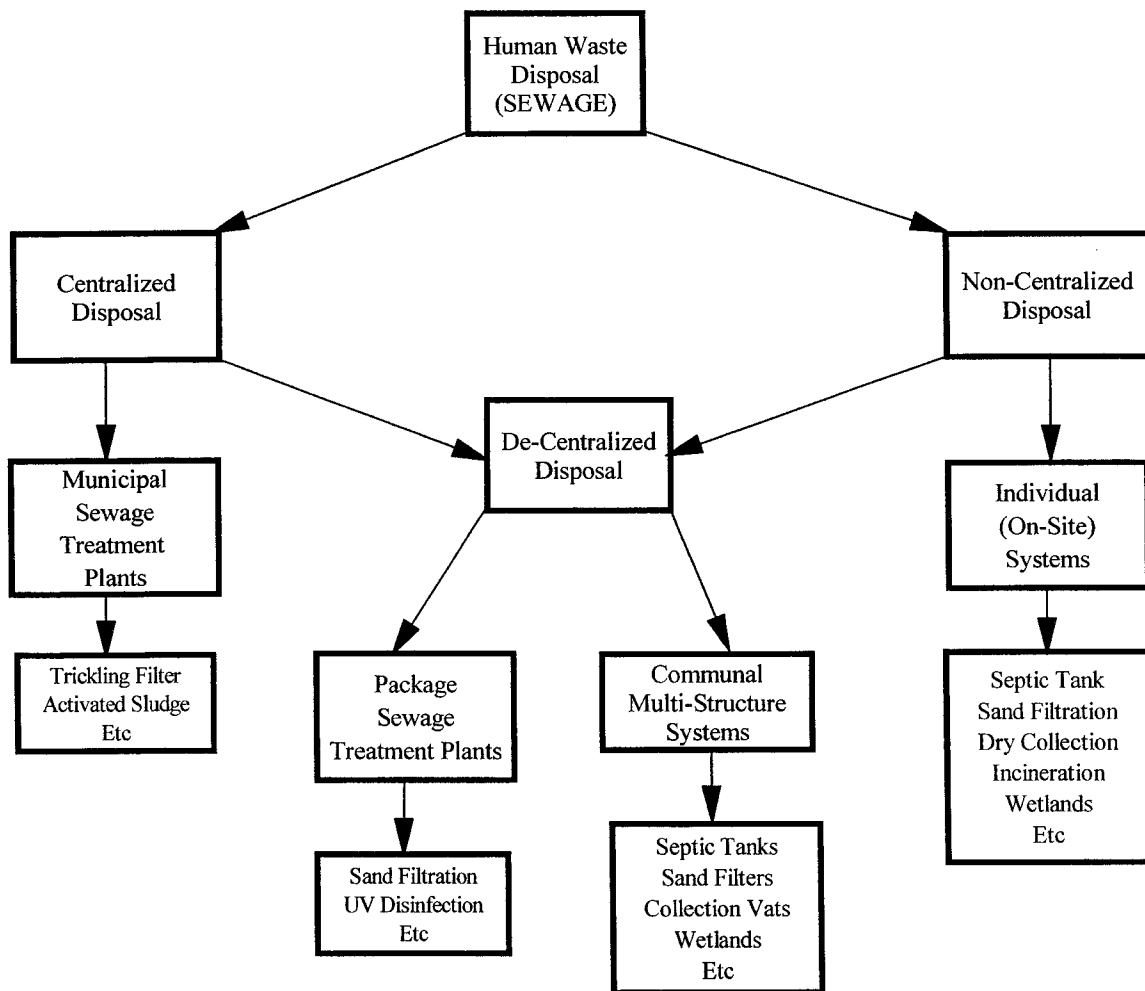 Human Waste
Disposal
(SEWAGE)
Centralized
Disposal
Non-Centralized
Disposal
De-Centralized
Disposal
Municipal
Sewage
Treatment
Plants
Individual
(On-Site)
Systems
Trickling Filter
Activated Sludge
Etc
Package
Sewage
Treatment Plants
Communal
Multi-Structure
Systems
Septic Tank
Sand Filtration
Dry Collection
Incineration
Wetlands
Etc
Sand Filtration
UV Disinfection
Etc
Septic Tanks
Sand Filters
Collection Vats
Wetlands
Etc